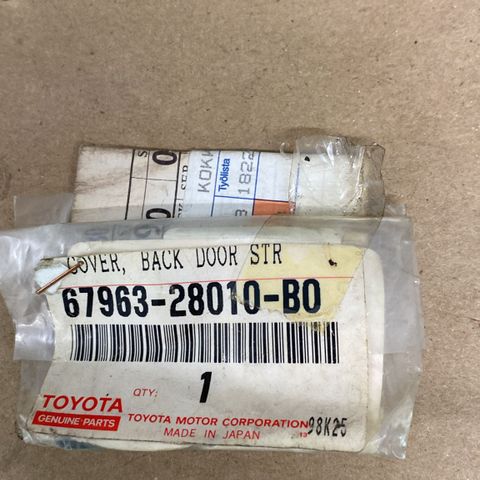 KOKK
Työlista
1822
COVER, BACK DOOR STR
67963-28010-B0
QTY: 1
TOYOTA
GENUINE PARTS
TOYOTA MOTOR CORPORATION
MADE IN JAPAN
13
98K25